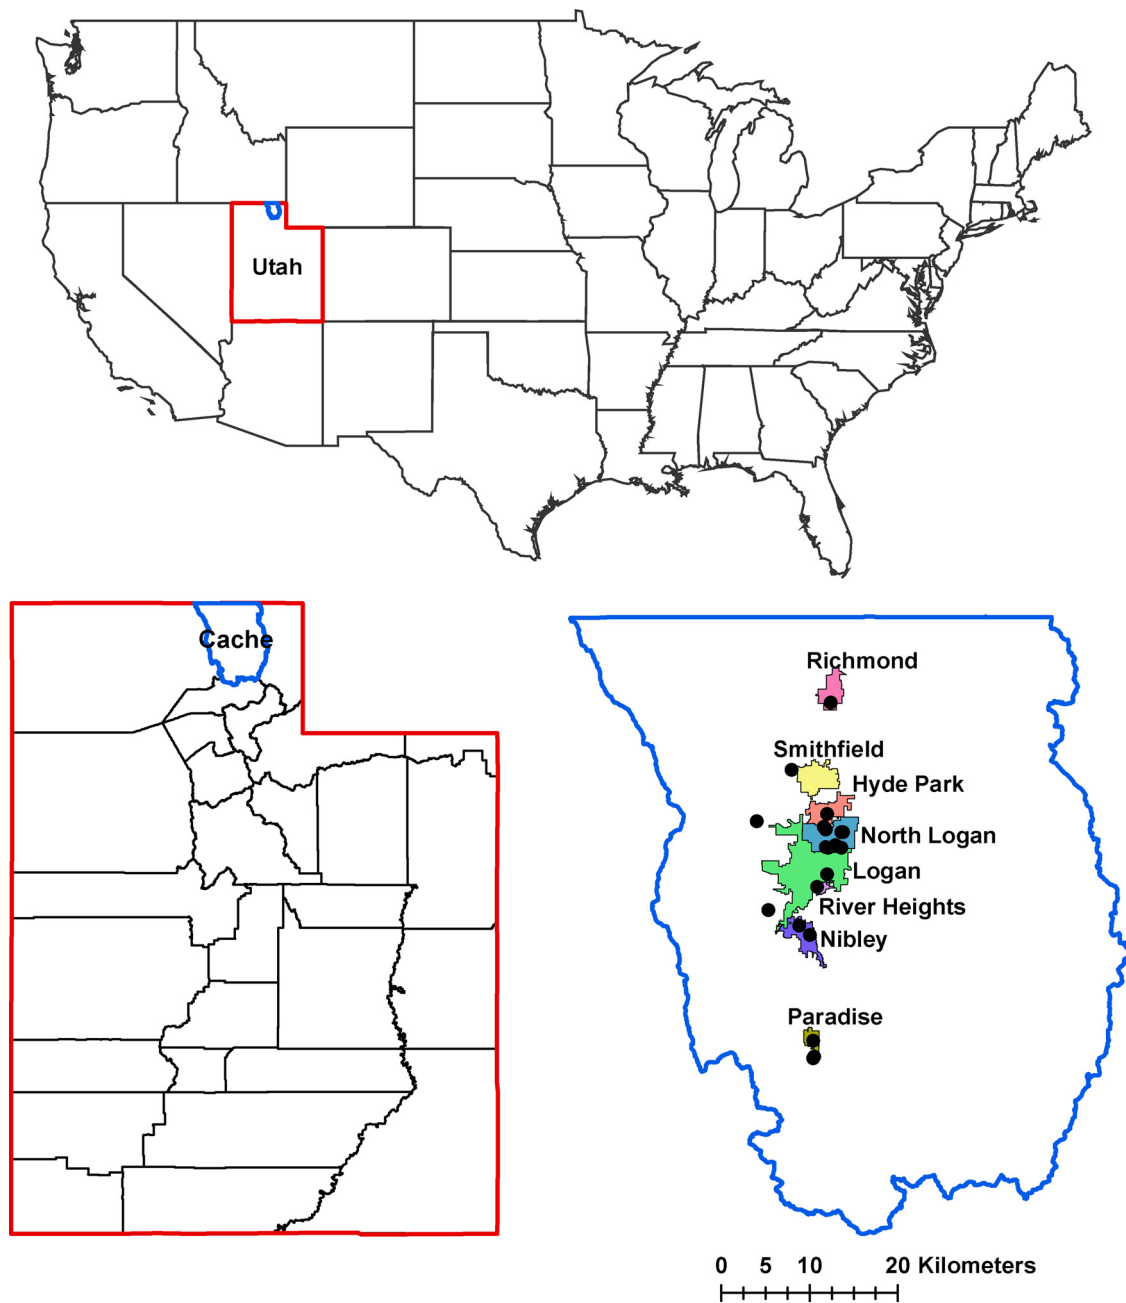 Utah
Cache
Richmond
Smithfield
Hyde Park
North Logan
Logan
River Heights
Nibley
Paradise
0 5 10 20 Kilometers